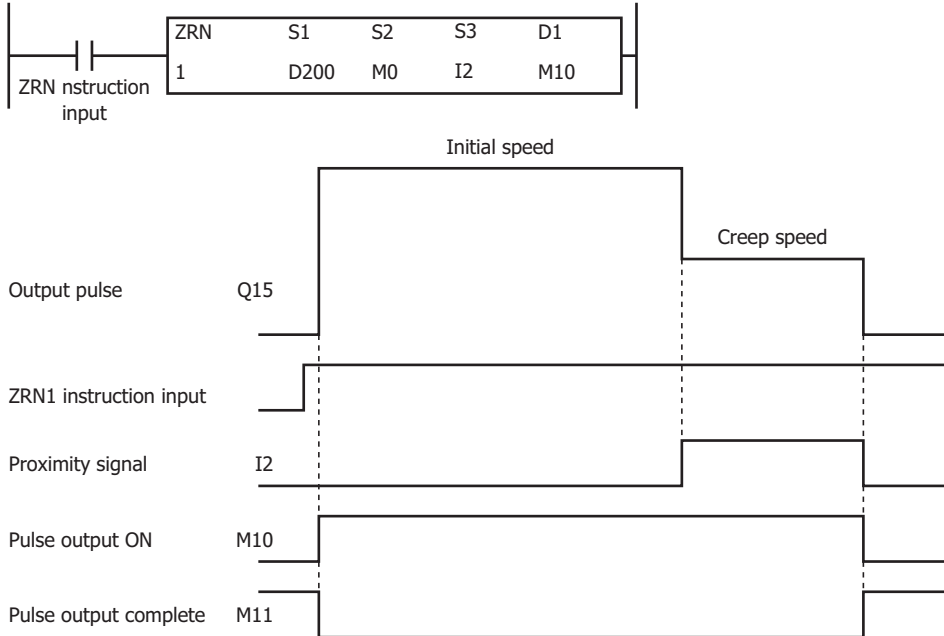 ZRN S1 S2 S3 D1
1 D200 M0 I2 M10
ZRN nstruction
input
Initial speed
Creep speed
Output pulse Q15
ZRN1 instruction input
Proximity signal I2
Pulse output ON M10
Pulse output complete M11